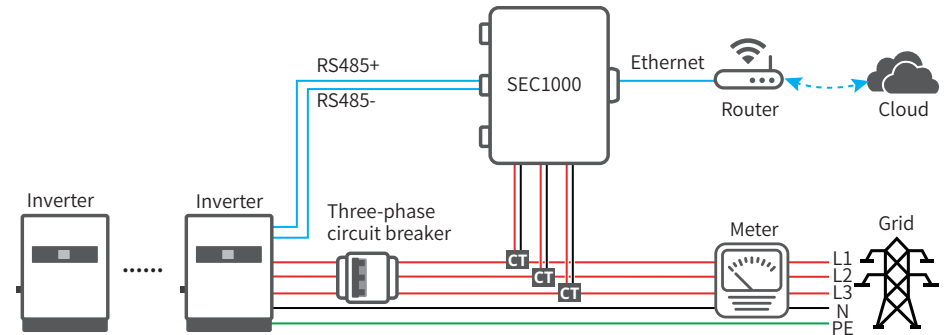 RS485+
RS485-
SEC1000
Ethernet
Router
Cloud
Inverter
......
Inverter
Three-phase
circuit breaker
CT
CT
CT
Meter
Grid
L1
L2
L3
N
PE